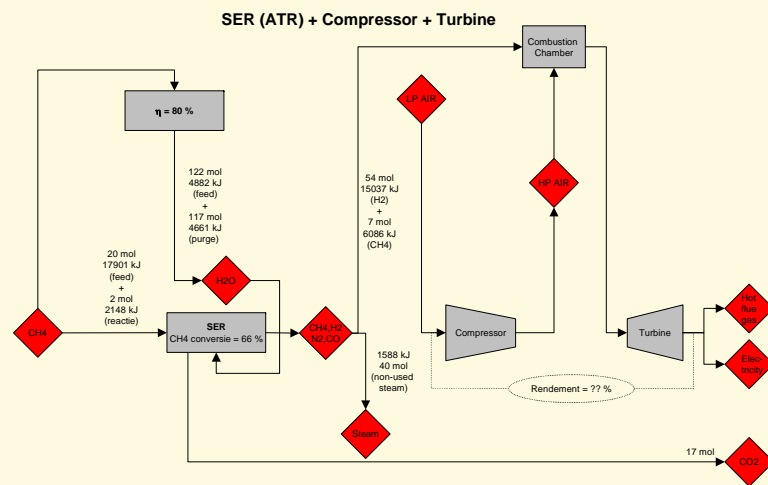 SER (ATR) + Compressor + Turbine
Combustion
Chamber
η = 80 %
LP AIR
122 mol
4882 kJ
(feed)
+
117 mol
4661 kJ
(purge)
54 mol
15037 kJ
(H2)
+
7 mol
6086 kJ
(CH4)
HP AIR
20 mol
17901 kJ
(feed)
+
2 mol
2148 kJ
(reactie)
H2O
CH4
SER
CH4 conversie = 66 %
CH4,H2
N2,CO
Compressor
Turbine
Hot
flue
gas
Elec-
tricity
1588 kJ
40 mol
(non-used
steam)
Rendement = ?? %
Steam
17 mol
CO2